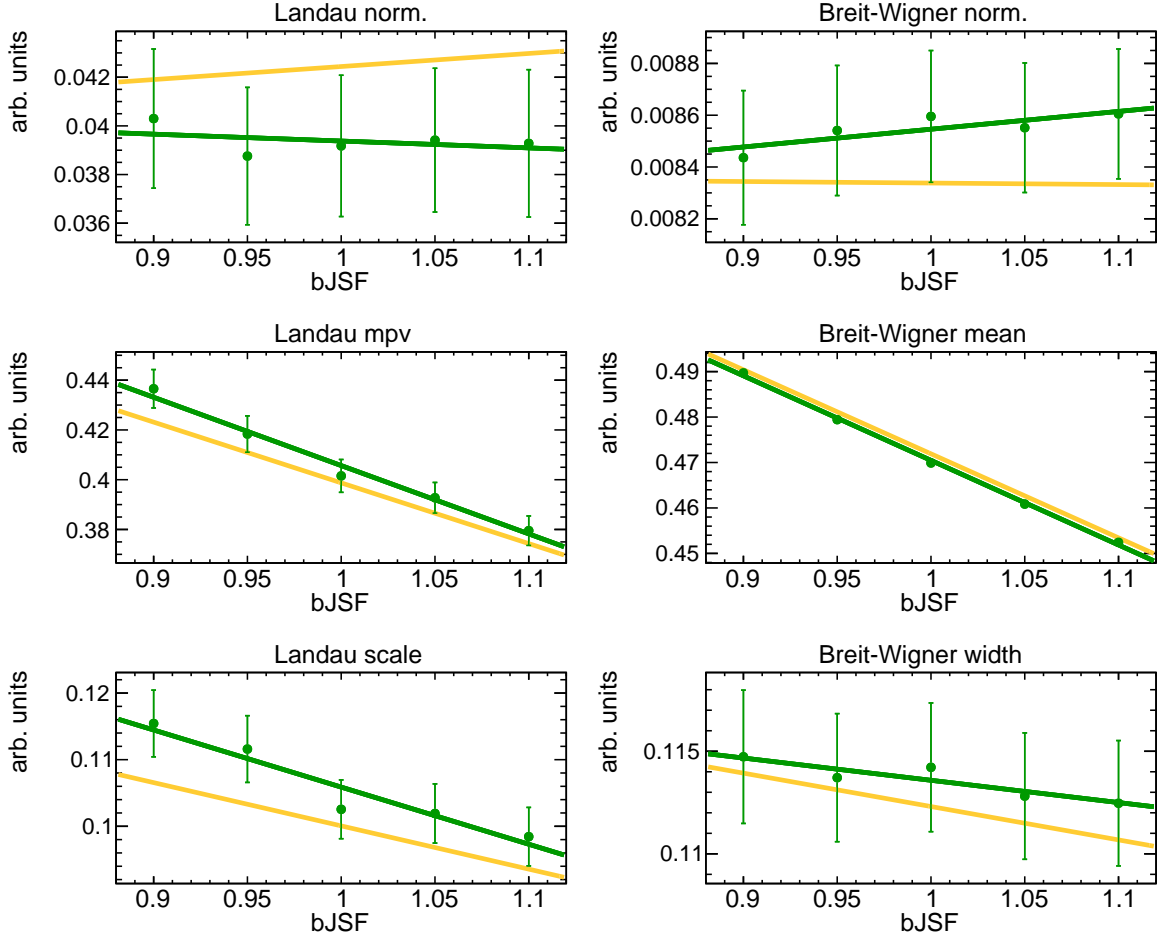 Landau norm.
arb. units
0.042
0.04
0.038
0.036
0.9 0.95 1 1.05 1.1
bJSF
Breit-Wigner norm.
arb. units
0.0088
0.0086
0.0084
0.0082
0.9 0.95 1 1.05 1.1
bJSF
Landau mpv
arb. units
0.44
0.42
0.4
0.38
0.9 0.95 1 1.05 1.1
bJSF
Breit-Wigner mean
arb. units
0.49
0.48
0.47
0.46
0.45
0.9 0.95 1 1.05 1.1
bJSF
Landau scale
arb. units
0.12
0.11
0.1
0.9 0.95 1 1.05 1.1
bJSF
Breit-Wigner width
arb. units
0.115
0.11
0.9 0.95 1 1.05 1.1
bJSF